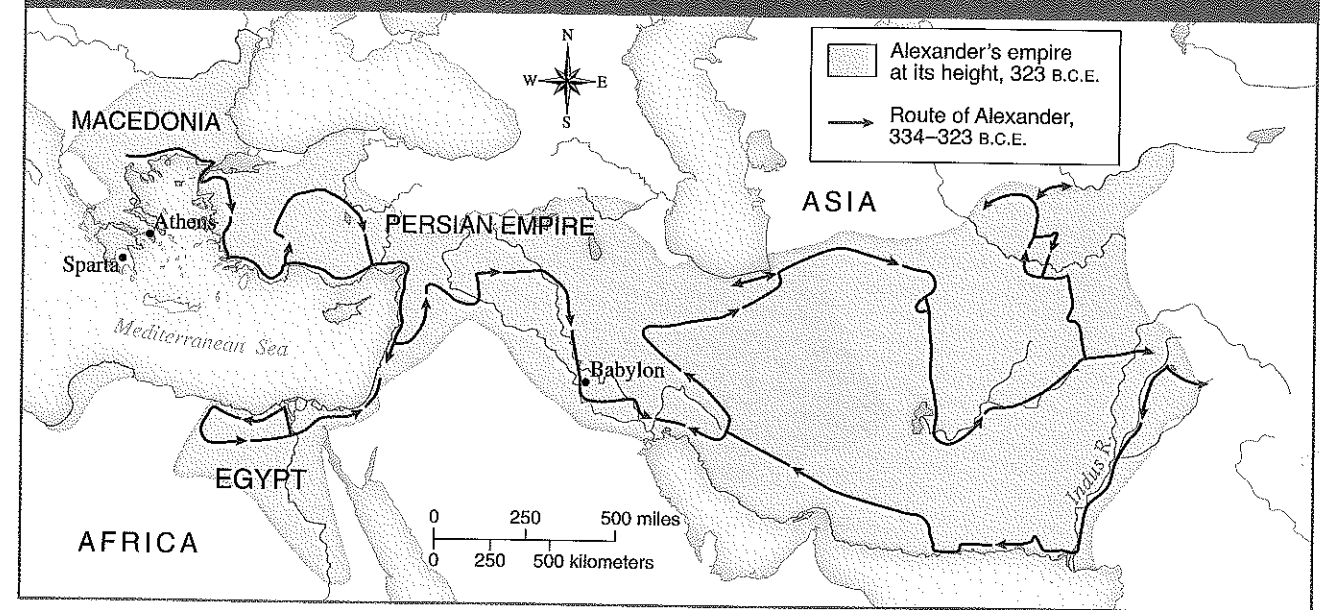 N
W
E
S
Alexander's empire
at its height, 323 B.C.E.
Route of Alexander,
334–323 B.C.E.
MACEDONIA
ASIA
PERSIAN EMPIRE
Athens
Sparta
Mediterranean Sea
Babylon
EGYPT
Indus R.
AFRICA
0 250 500 miles
0 250 500 kilometers